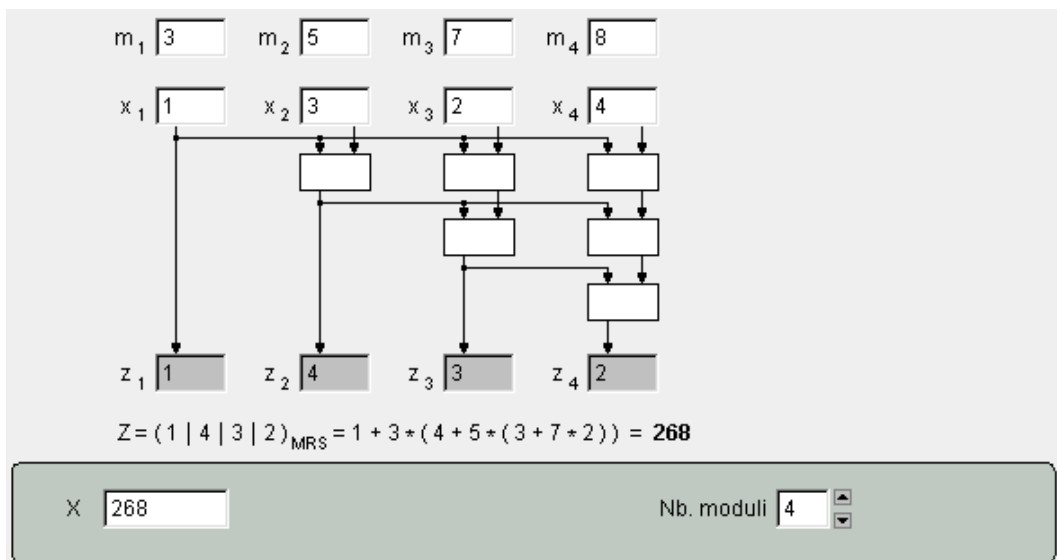 m1 3 m2 5 m3 7 m4 8
x1 1 x2 3 x3 2 x4 4
z1 1 z2 4 z3 3 z4 2
Z = ( 1 | 4 | 3 | 2 )MRS = 1 + 3 * ( 4 + 5 * ( 3 + 7 * 2 ) ) = 268
X 268 Nb. moduli 4